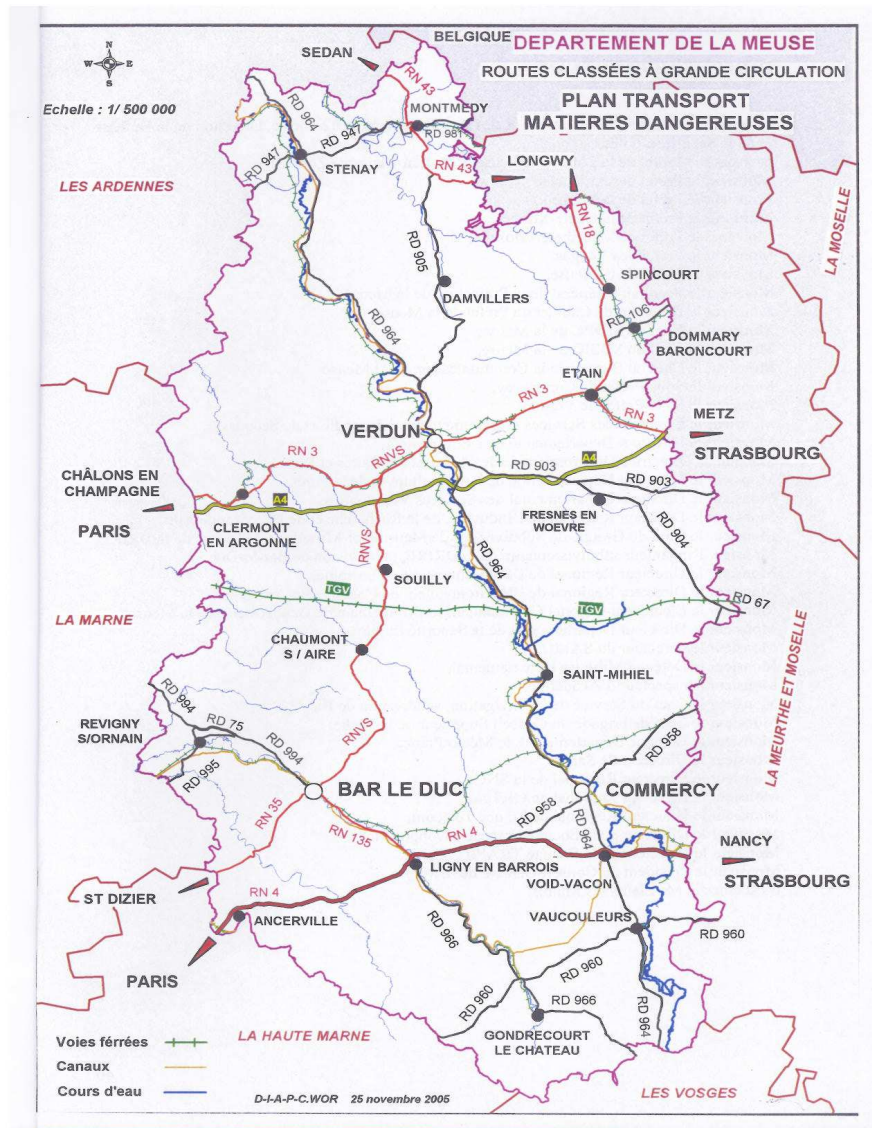 BELGIQUE
DEPARTEMENT DE LA MEUSE
SEDAN
ROUTES CLASSÉES À GRANDE CIRCULATION
N
W E
S
RN 43
PLAN TRANSPORT
MATIERES DANGEREUSES
Echelle : 1/ 500 000
RD 964
MONTMEDY
RD 947
RD 981
RD 947
STENAY
LONGWY
RN 43
LES ARDENNES
LA MOSELLE
RN 18
RD 905
SPINCOURT
DAMVILLERS
RD 106
RD 964
DOMMARY
BARONCOURT
ETAIN
RN 3
RN 3
METZ
VERDUN
STRASBOURG
RN 3
RNVS
A4
RD 903
CHÂLONS EN
CHAMPAGNE
RD 903
A4
PARIS
CLERMONT
EN ARGONNE
FRESNES EN
WOEVRE
RD 904
RNVS
RD 964
SOUILLY
TGV
TGV
RD 67
LA MARNE
CHAUMONT
S / AIRE
SAINT-MIHIEL
LA MEURTHE ET MOSELLE
RD 994
REVIGNY
S/ORNAIN
RD 75
RNVS
RD 994
RD 958
RD 995
BAR LE DUC
COMMERCY
RN 35
RN 135
RD 958
RN 4
RD 964
NANCY
LIGNY EN BARROIS
STRASBOURG
ST DIZIER
RN 4
VOID-VACON
ANCERVILLE
VAUCOULEURS
RD 966
RD 960
PARIS
RD 960
RD 960
RD 966
RD 964
GONDRECOURT
LE CHATEAU
LA HAUTE MARNE
Voies férrées
Canaux
Cours d'eau
D-I-A-P-C.WOR 25 novembre 2005
LES VOSGES